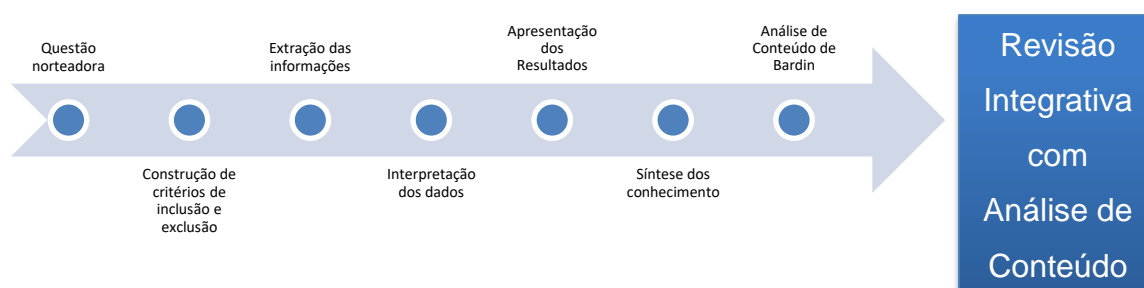 Questão
norteadora
Construção de
critérios de
inclusão e
exclusão
Extração das
informações
Interpretação
dos dados
Apresentação
dos
Resultados
Síntese dos
conhecimento
Análise de
Conteúdo de
Bardin
Revisão
Integrativa
com
Análise de
Conteúdo